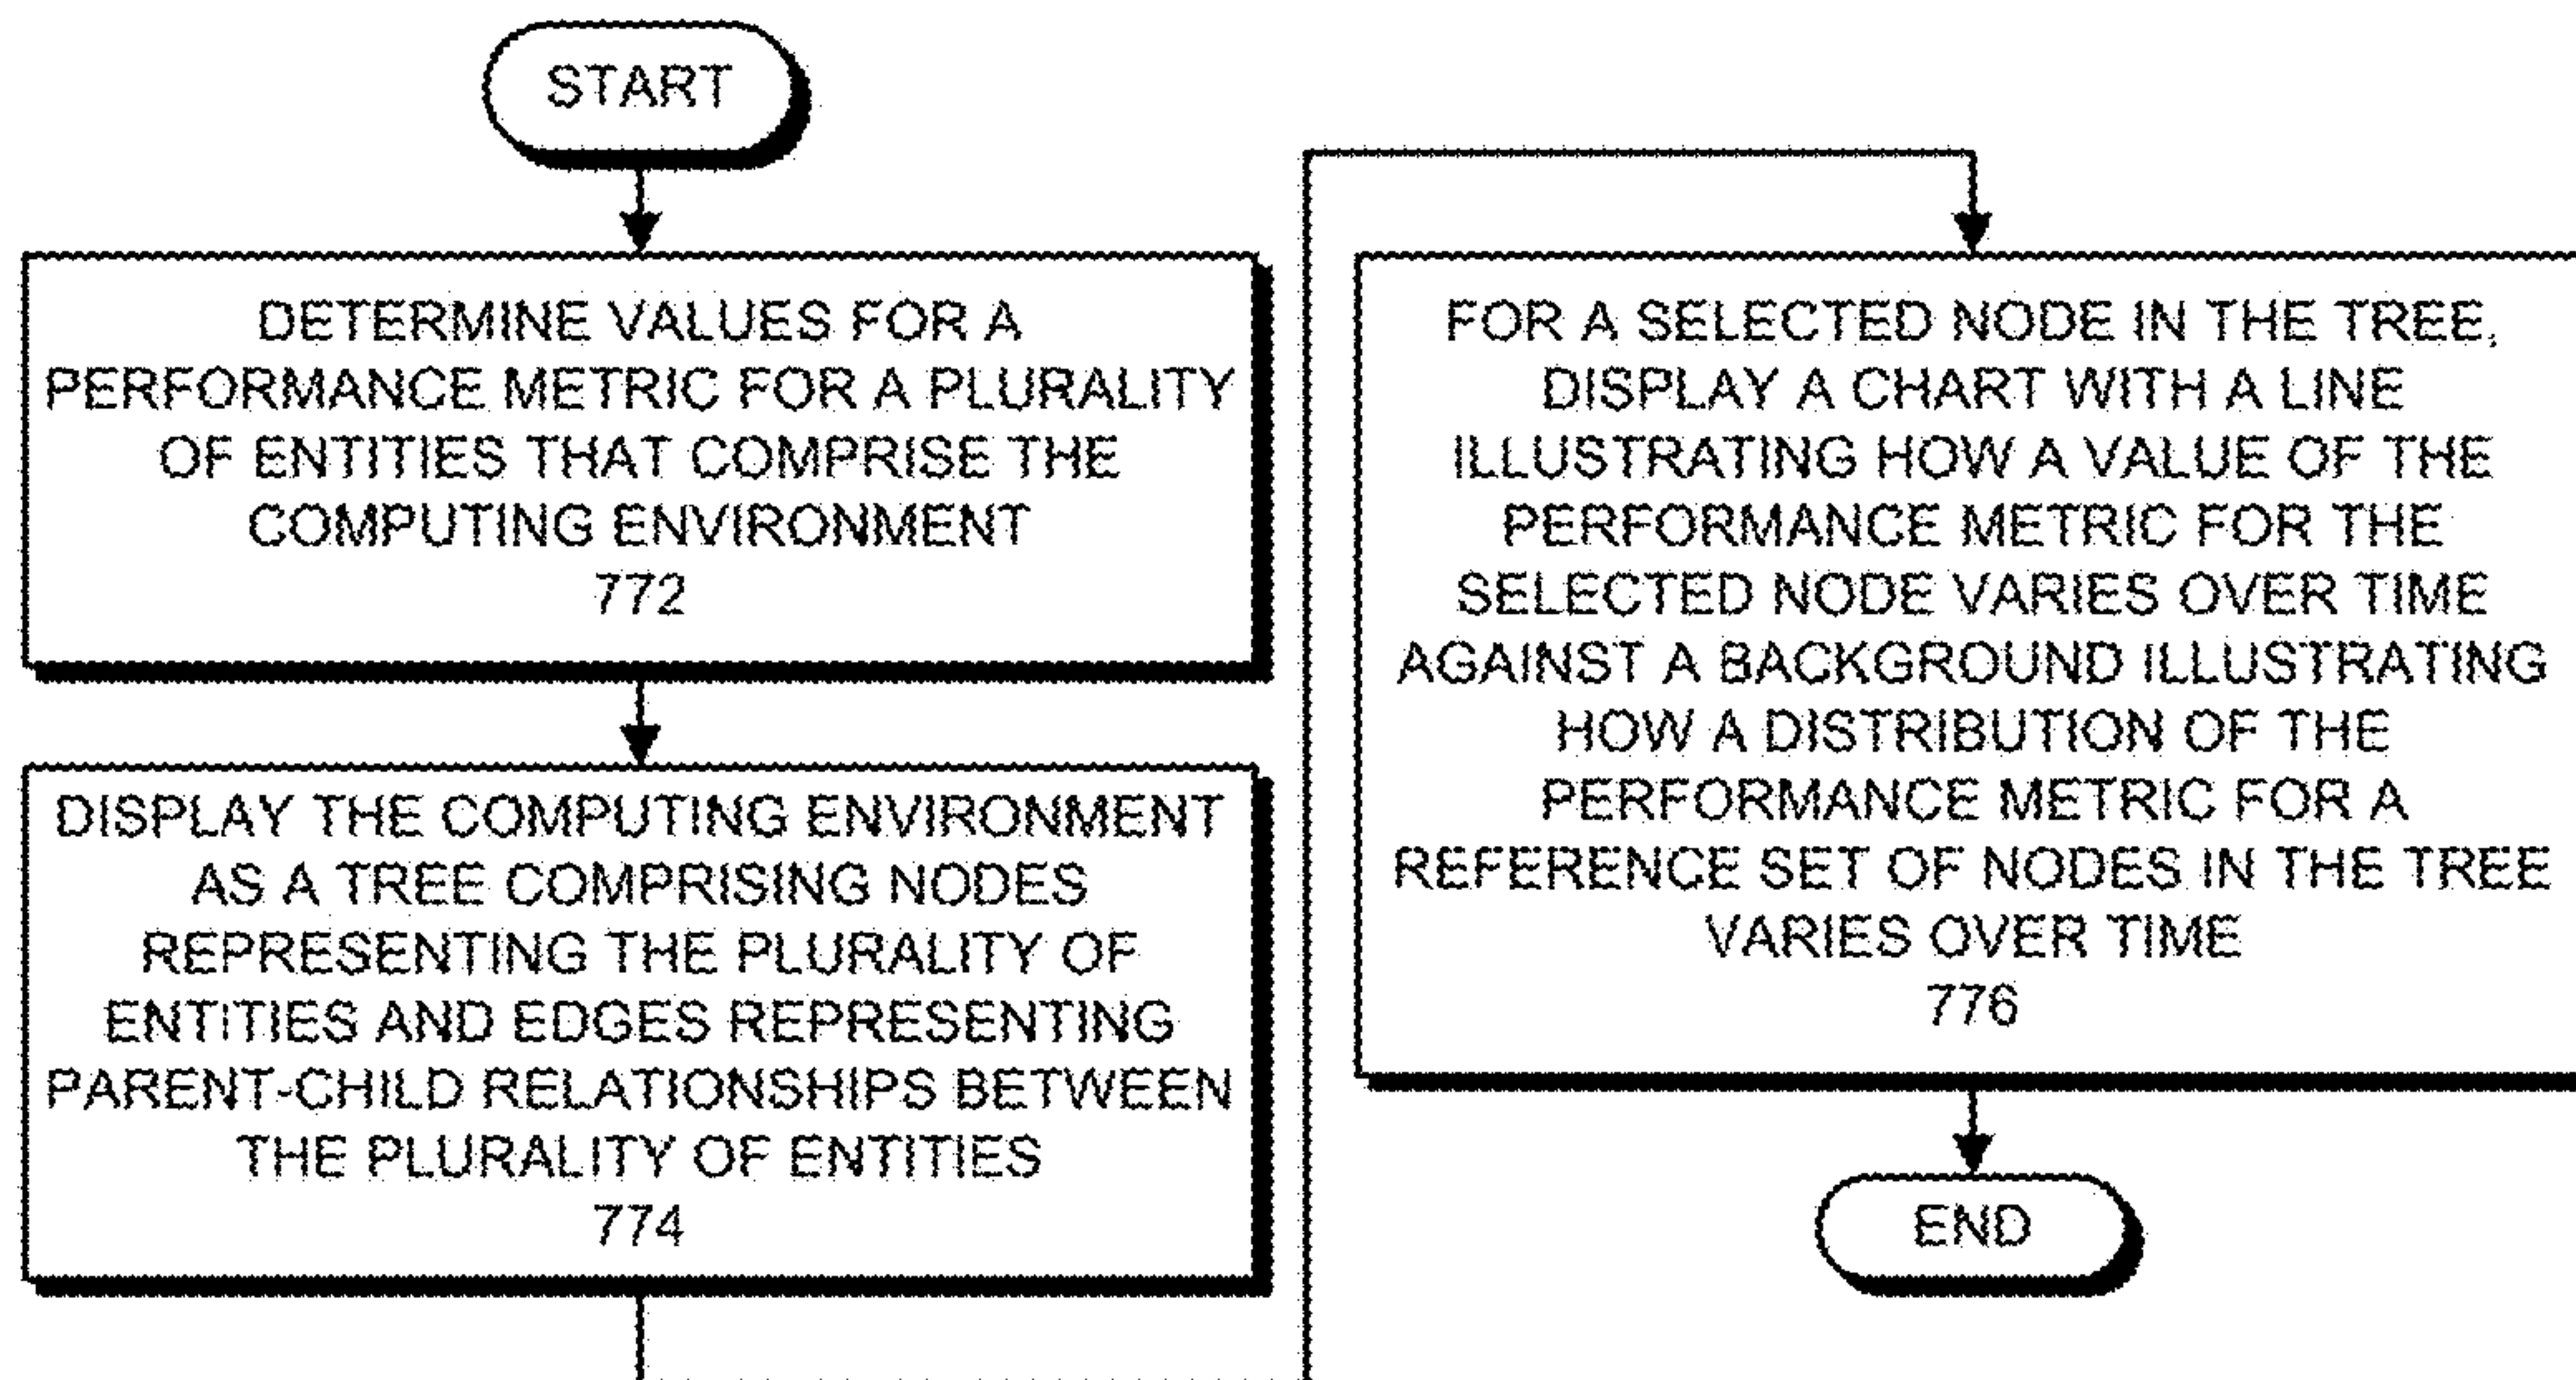 START
DETERMINE VALUES FOR A
PERFORMANCE METRIC FOR A PLURALITY
OF ENTITIES THAT COMPRISE THE
COMPUTING ENVIRONMENT
772
DISPLAY THE COMPUTING ENVIRONMENT
AS A TREE COMPRISING NODES
REPRESENTING THE PLURALITY OF
ENTITIES AND EDGES REPRESENTING
PARENT-CHILD RELATIONSHIPS BETWEEN
THE PLURALITY OF ENTITIES
774
FOR A SELECTED NODE IN THE TREE,
DISPLAY A CHART WITH A LINE
ILLUSTRATING HOW A VALUE OF THE
PERFORMANCE METRIC FOR THE
SELECTED NODE VARIES OVER TIME
AGAINST A BACKGROUND ILLUSTRATING
HOW A DISTRIBUTION OF THE
PERFORMANCE METRIC FOR A
REFERENCE SET OF NODES IN THE TREE
VARIES OVER TIME
776
END